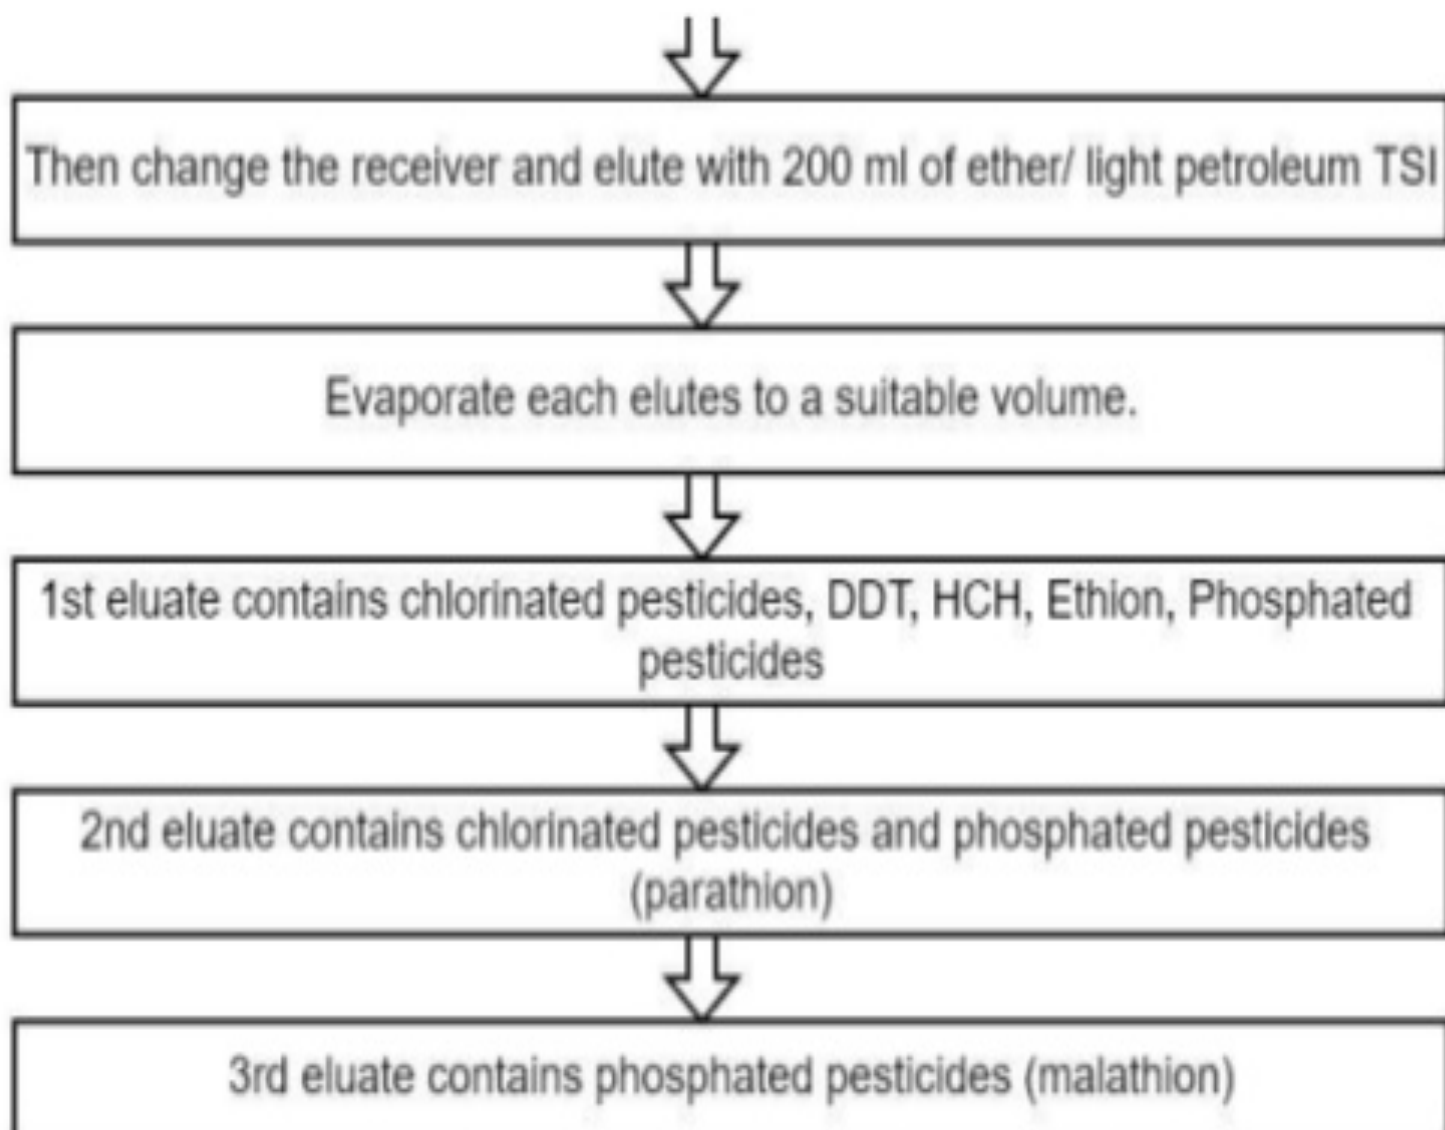 Then change the receiver and elute with 200 ml of ether/ light petroleum TSI
Evaporate each elutes to a suitable volume.
1st eluate contains chlorinated pesticides, DDT, HCH, Ethion, Phosphated
pesticides
2nd eluate contains chlorinated pesticides and phosphated pesticides
(parathion)
3rd eluate contains phosphated pesticides (malathion)